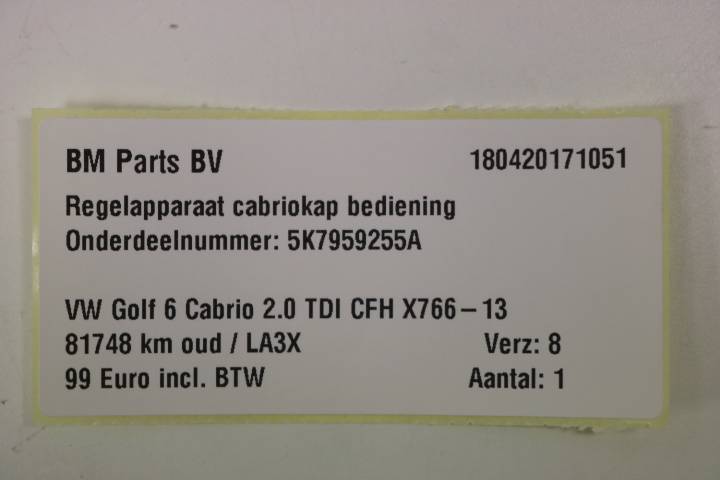 BM Parts BV 180420171051
Regelapparaat cabriokap bediening
Onderdeelnummer: 5K7959255A
VW Golf 6 Cabrio 2.0 TDI CFH X766-13
81748 km oud / LA3X Verz: 8
99 Euro incl. BTW Aantal: 1